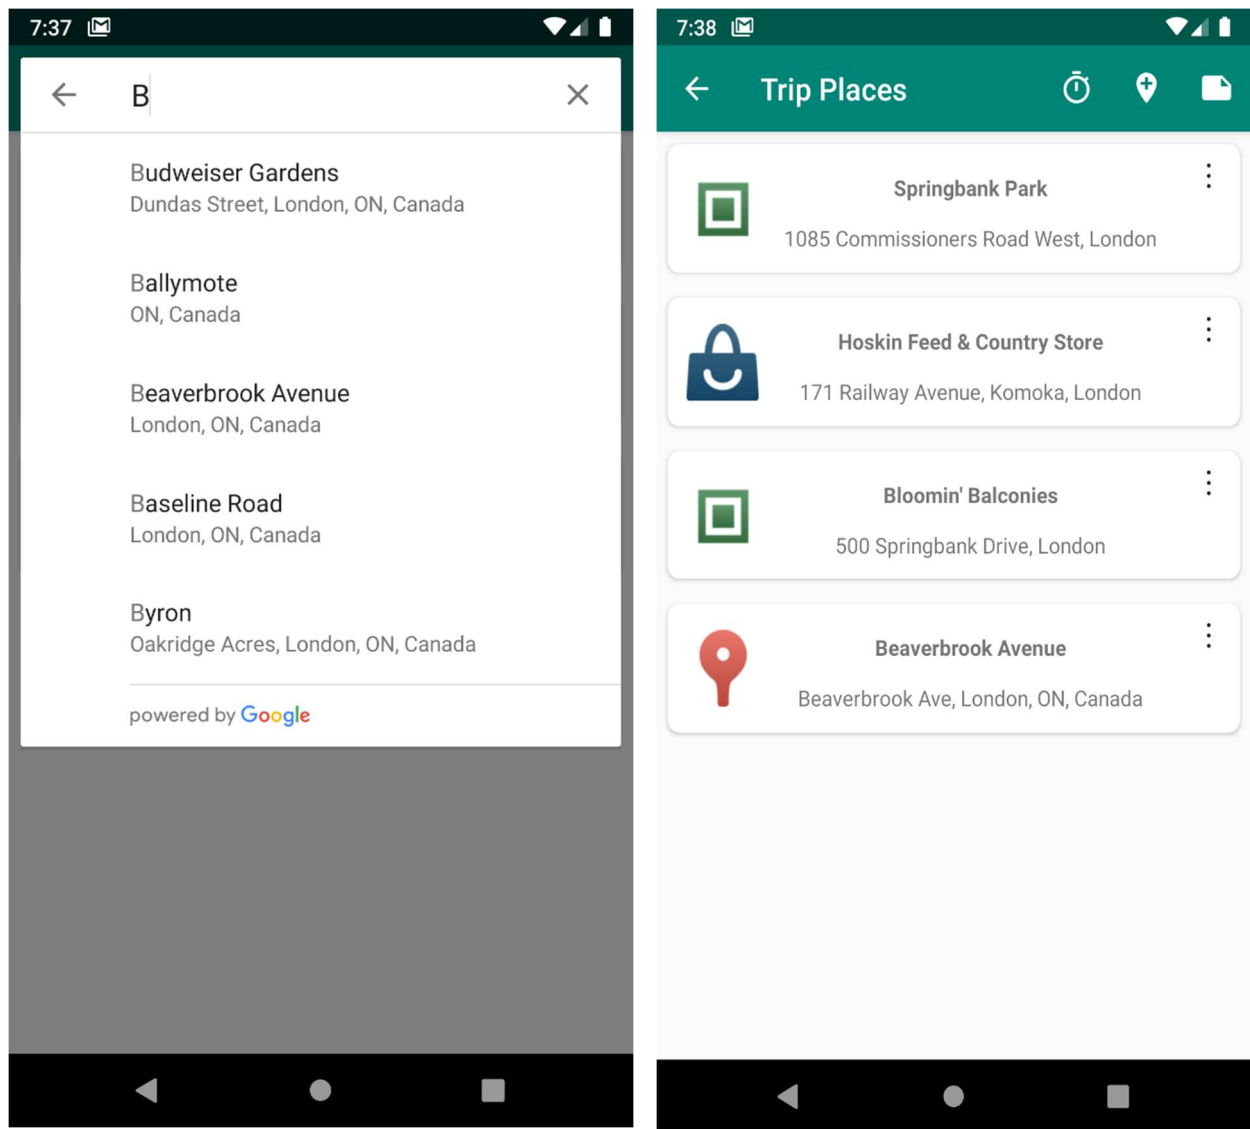 7:37
B
Budweiser Gardens
Dundas Street, London, ON, Canada
Ballymote
ON, Canada
Beaverbrook Avenue
London, ON, Canada
Baseline Road
London, ON, Canada
Byron
Oakridge Acres, London, ON, Canada
powered by Google
7:38
Trip Places
Springbank Park
1085 Commissioners Road West, London
Hoskin Feed & Country Store
171 Railway Avenue, Komoka, London
Bloomin' Balconies
500 Springbank Drive, London
Beaverbrook Avenue
Beaverbrook Ave, London, ON, Canada